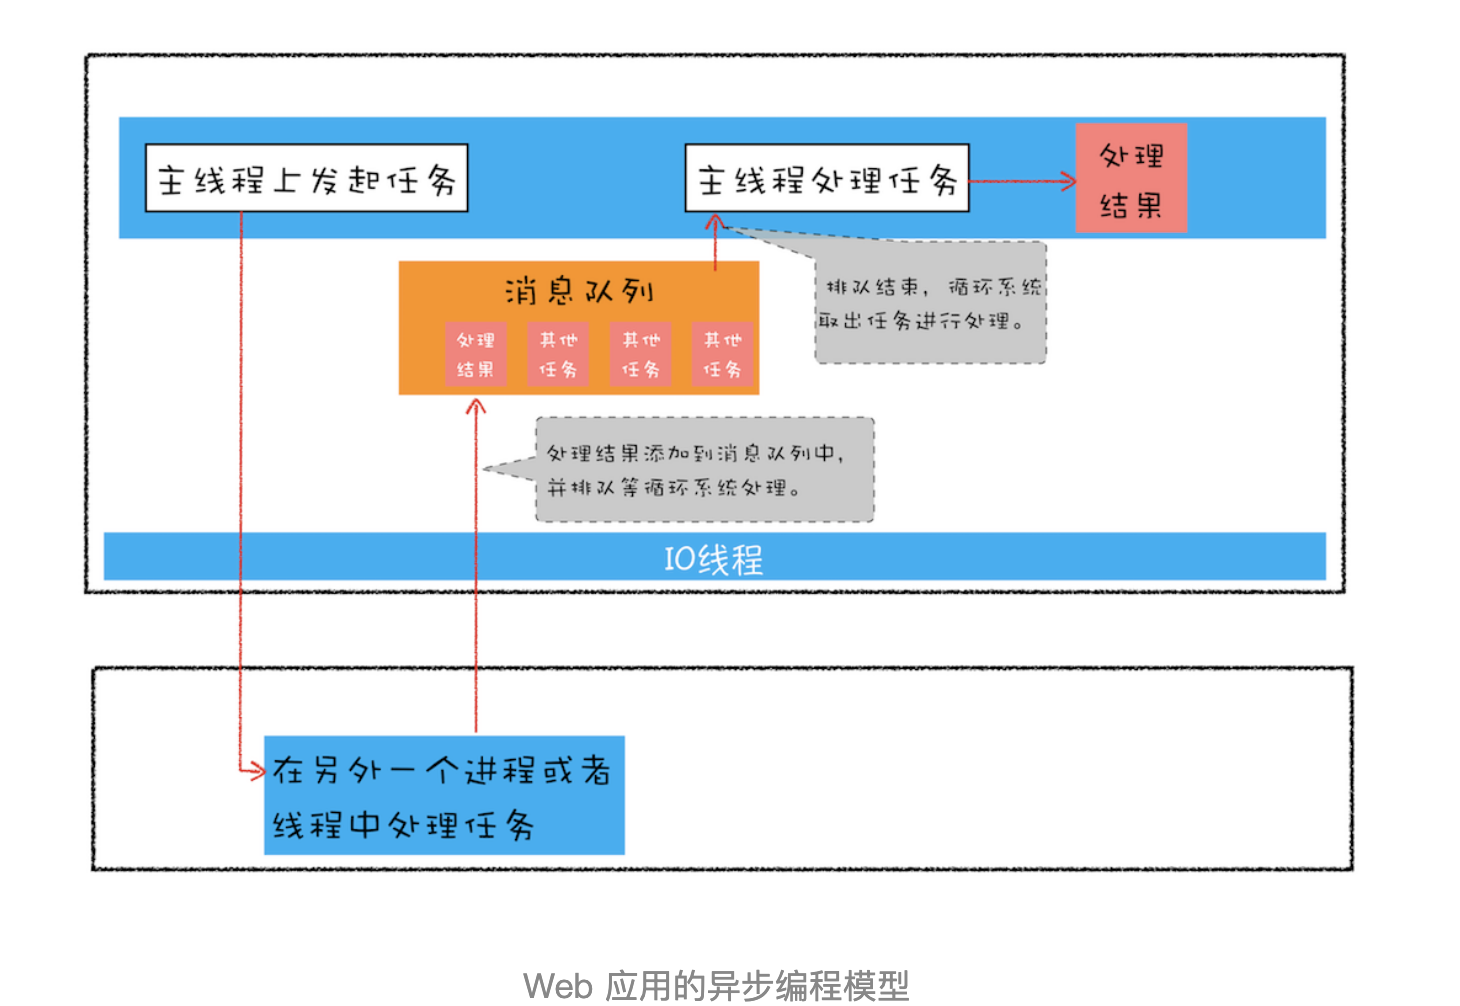 主线程上发起任务
主线程处理任务
处理
结果
消息队列
处理
结果
其他
任务
其他
任务
其他
任务
排队结束，循环系统
取出任务进行处理。
处理结果添加到消息队列中，
并排队等循环系统处理。
IO线程
在另外一个进程或者
线程中处理任务
Web 应用的异步编程模型